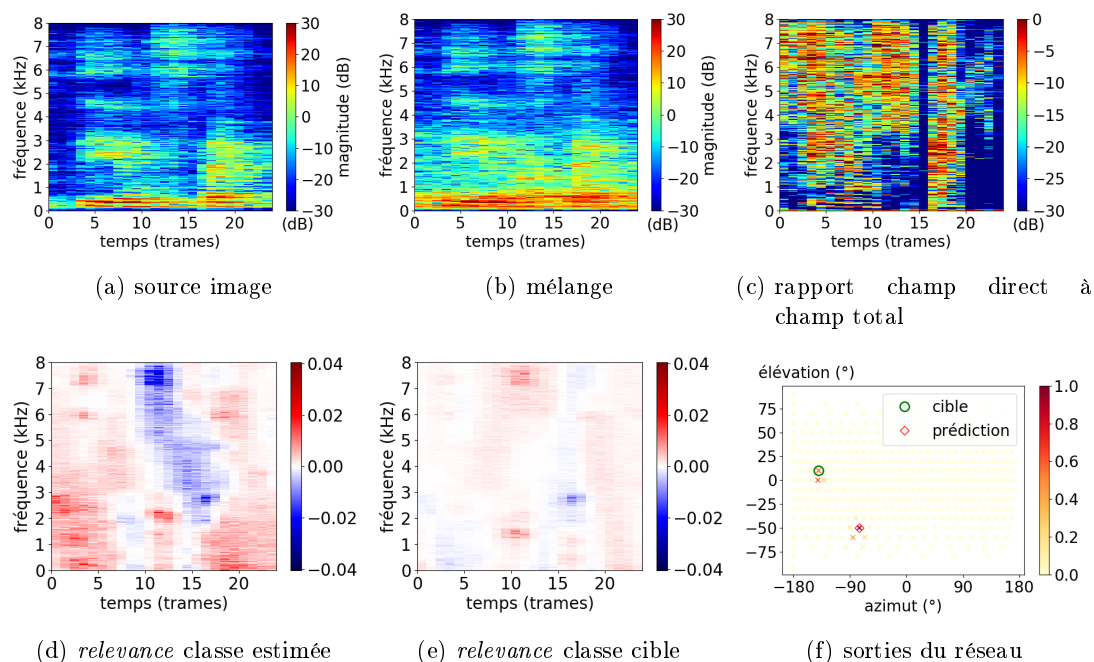 8
7
6
5
4
3
2
1
0
fréquence (kHz)
0 5 10 15 20
temps (trames)
30
20
10
0
−10
−20
−30
(dB)
magnitude (dB)
(a) source image
8
7
6
5
4
3
2
1
0
fréquence (kHz)
0 5 10 15 20
temps (trames)
30
20
10
0
−10
−20
−30
(dB)
magnitude (dB)
(b) mélange
8
7
6
5
4
3
2
1
0
fréquence (kHz)
0 5 10 15 20
temps (trames)
0
−5
−10
−15
−20
−25
−30
(dB)
(c) rapport champ direct à
champ total
8
7
6
5
4
3
2
1
0
fréquence (kHz)
0 5 10 15 20
temps (trames)
0.04
0.02
0.00
−0.02
−0.04
(d) relevance classe estimée
8
7
6
5
4
3
2
1
0
fréquence (kHz)
0 5 10 15 20
temps (trames)
0.04
0.02
0.00
−0.02
−0.04
(e) relevance classe cible
élévation (°)
75
50
25
0
−25
−50
−75
cible
prédiction
−180 −90 0 90 180
azimut (°)
1.0
0.8
0.6
0.4
0.2
0.0
(f) sorties du réseau